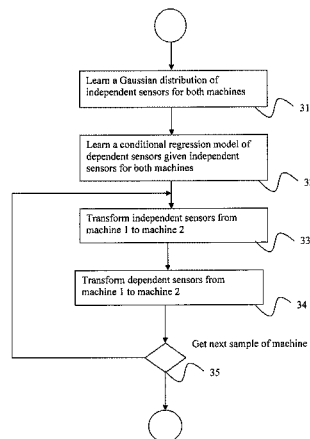 Learn a Gaussian distribution of
independent sensors for both machines
31
Learn a conditional regression model of
dependent sensors given independent
sensors for both machines
Transform independent sensors from
machine 1 to machine 2
33
Transform dependent sensors from
machine 1 to machine 2
34
Get next sample of machine
35